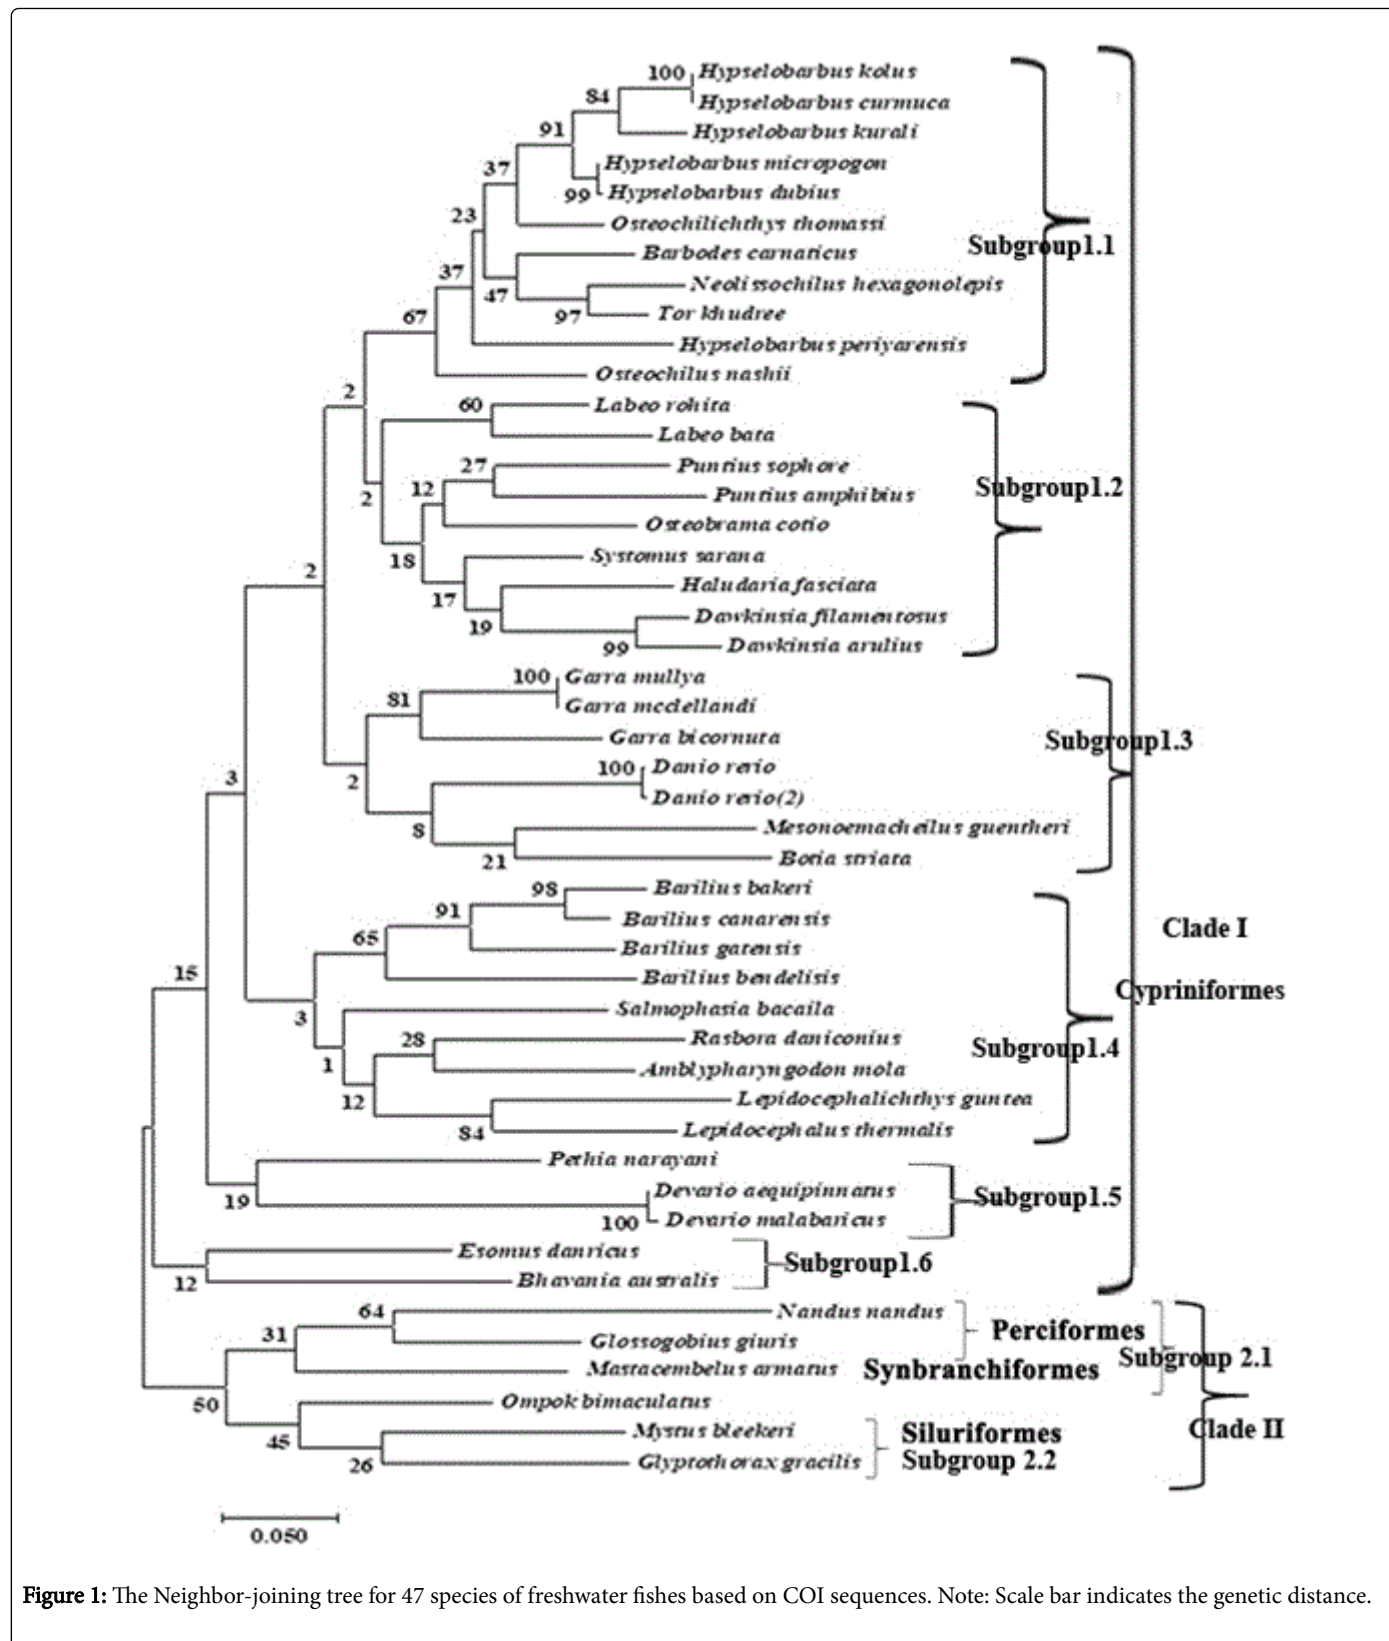 100 Hypselobarbus kolus
Hypselobarbus curmuca
84
Hypselobarbus kurali
91
Hypselobarbus micropogon
37
99 Hypselobarbus dubius
23
Osteochilichthys thomassi
Subgroup1.1
Barbodes carnaticus
37
47
Neolissochilus hexagonolepis
97
Tor khudree
67
Hypselobarbus periyarensis
Osteochilus nashii
2
60
Labeo rohita
Labeo bata
27
Puntius sophore
Subgroup1.2
2
12
Puntius amphibius
Osteobrama cotio
18
Systomus sarana
2
17
Haludaria fasciata
19
Dawkinsia filamentosus
99
Dawkinsia arulius
100
Garra mullya
81
Garra mcclellandi
Garra bicornuta
Subgroup1.3
3
2
100
Danio rerio
Danio rerio(2)
8
Mesonoemacheilus guentheri
21
Botia striata
98
Barilius bakeri
91
Barilius canarensis
Clade I
65
Barilius gatensis
15
Barilius bendelisis
Cypriniformes
3
Salmophasia bacaila
28
Rasbora daniconius
Subgroup1.4
1
Amblypharyngodon mola
12
Lepidocephalichthys guntea
84
Lepidocephalus thermalis
Pethia narayani
19
Devario aequipinnatus
Subgroup1.5
100
Devario malabaricus
Esomus danricus
Subgroup1.6
12
Bhavania australis
64
Nandus nandus
31
Glossogobius giuris
Perciformes
Subgroup 2.1
Mastacembelus armatus
Synbranchiformes
50
Ompok bimaculatus
45
Mystus bleekeri
Siluriformes
Clade II
26
Glyptothorax gracilis
Subgroup 2.2
0.050
Figure 1: The Neighbor-joining tree for 47 species of freshwater fishes based on COI sequences. Note: Scale bar indicates the genetic distance.